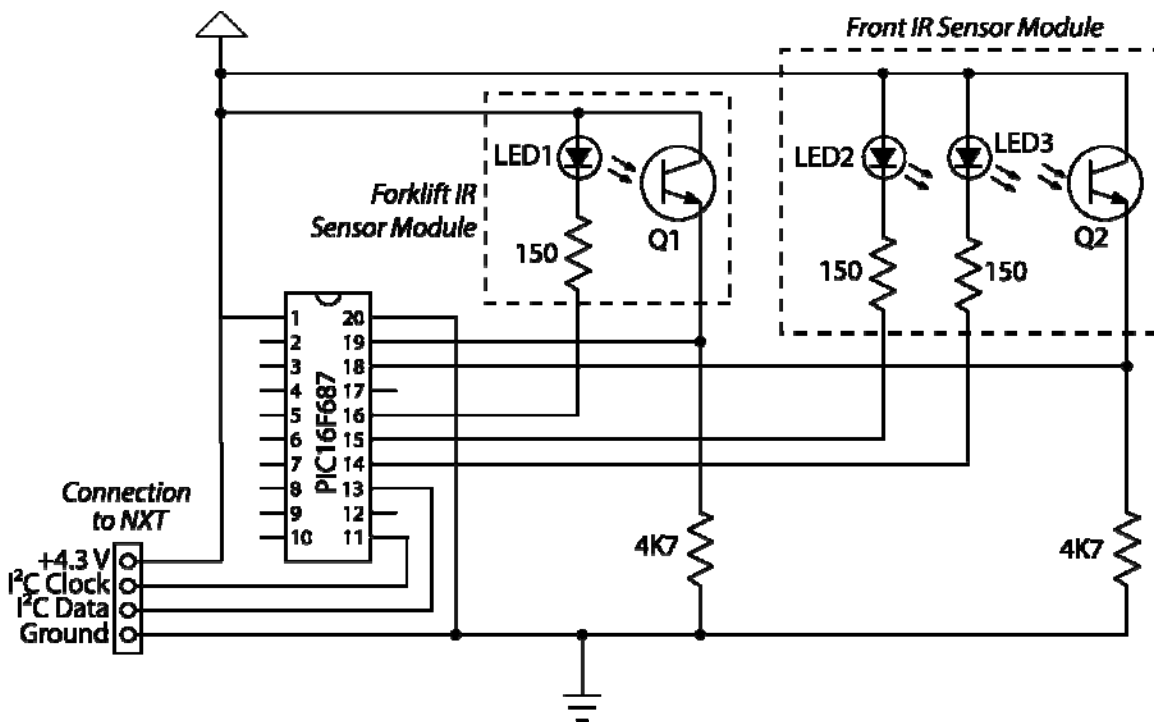 Front IR Sensor Module
LED1
LED2
LED3
Forklift IR
Sensor Module
150
Q1
150
150
Q2
PIC16F687
1
2
3
4
5
6
7
8
9
10
20
19
18
17
16
15
14
13
12
11
Connection
to NXT
+4.3 V
I²C Clock
I²C Data
Ground
4K7
4K7